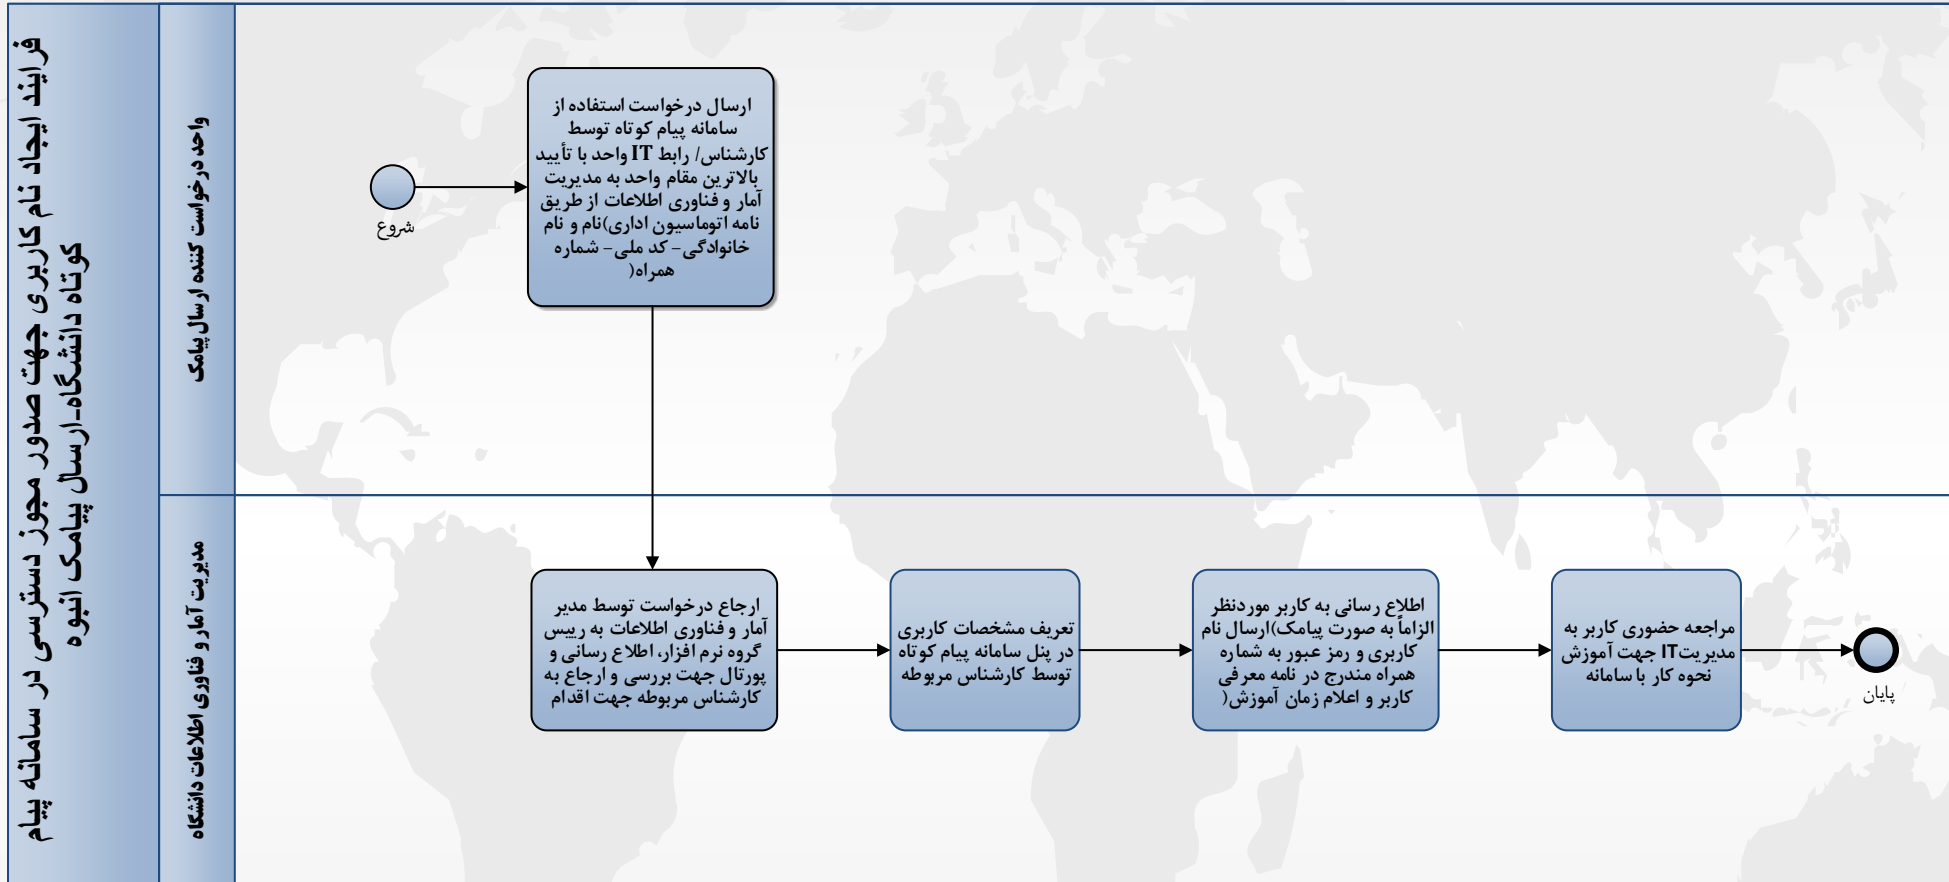 فرایند ایجاد نام کاربری جهت صدور مجوز دسترسی در سامانه پیام
کوتاه دانشگاه-ارسال پیامک انبوه
واحد درخواست کننده ارسال پیامک
شروع
ارسال درخواست استفاده از
سامانه پیام کوتاه توسط
کارشناس/ رابط IT واحد با تأیید
بالاترین مقام واحد به مدیریت
آمار و فناوری اطلاعات از طریق
نامه اتوماسیون اداری)نام و نام
خانوادگی- کد ملی- شماره
همراه(
مدیریت آمار و فناوری اطلاعات دانشگاه
ارجاع درخواست توسط مدیر
آمار و فناوری اطلاعات به رییس
گروه نرم افزار، اطلاع رسانی و
پورتال جهت بررسی و ارجاع به
کارشناس مربوطه جهت اقدام
تعریف مشخصات کاربری
در پنل سامانه پیام کوتاه
توسط کارشناس مربوطه
اطلاع رسانی به کاربر موردنظر
الزاماً به صورت پیامک)ارسال نام
کاربری و رمز عبور به شماره
همراه مندرج در نامه معرفی
کاربر و اعلام زمان آموزش(
مراجعه حضوری کاربر به
مدیریتIT جهت آموزش
نحوه کار با سامانه
پایان